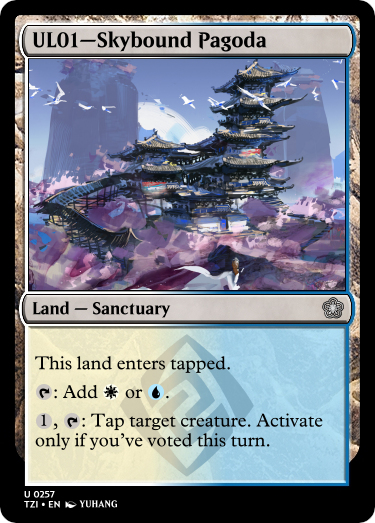 UL01—Skybound Pagoda
Land — Sanctuary
This land enters tapped.
: Add or .
1, : Tap target creature. Activate
only if you've voted this turn.
U 0257
TZI • EN YUHANG